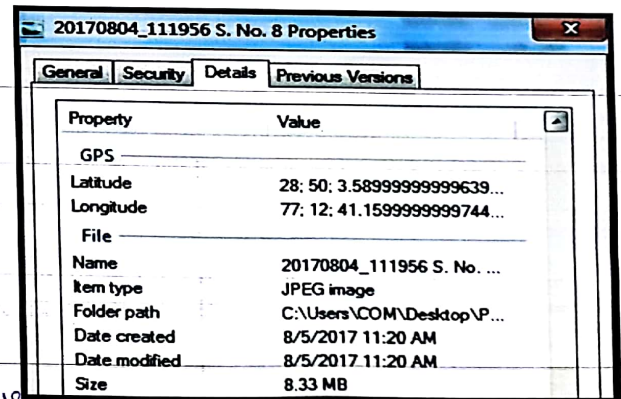 20170804_111956 S. No. 8 Properties
General Security Details Previous Versions
Property Value
GPS
Latitude 28; 50; 3.58999999999639...
Longitude 77; 12; 41.1599999999744...
File
Name 20170804_111956 S. No. ...
Item type JPEG image
Folder path C:\Users\COM\Desktop\P...
Date created 8/5/2017 11:20 AM
Date modified 8/5/2017 11:20 AM
Size 8.33 MB